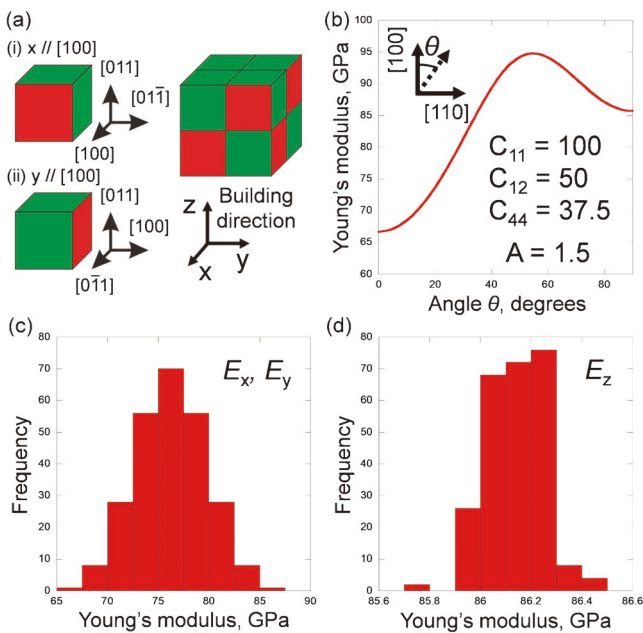 (a)
(i) x // [100]
[011]
[011̅]
[100]
(ii) y // [100]
[011]
[100]
[01̅1]
Building
direction
z
y
x
(b)
Young's modulus, GPa
100
95
90
85
80
75
70
65
60
[100]
θ
[110]
C11 = 100
C12 = 50
C44 = 37.5
A = 1.5
0 20 40 60 80
Angle θ, degrees
(c)
Frequency
80
70
60
50
40
30
20
10
0
Ex, Ey
65 70 75 80 85 90
Young's modulus, GPa
(d)
Frequency
80
70
60
50
40
30
20
10
0
Ez
85.6 85.8 86 86.2 86.4 86.6
Young's modulus, GPa